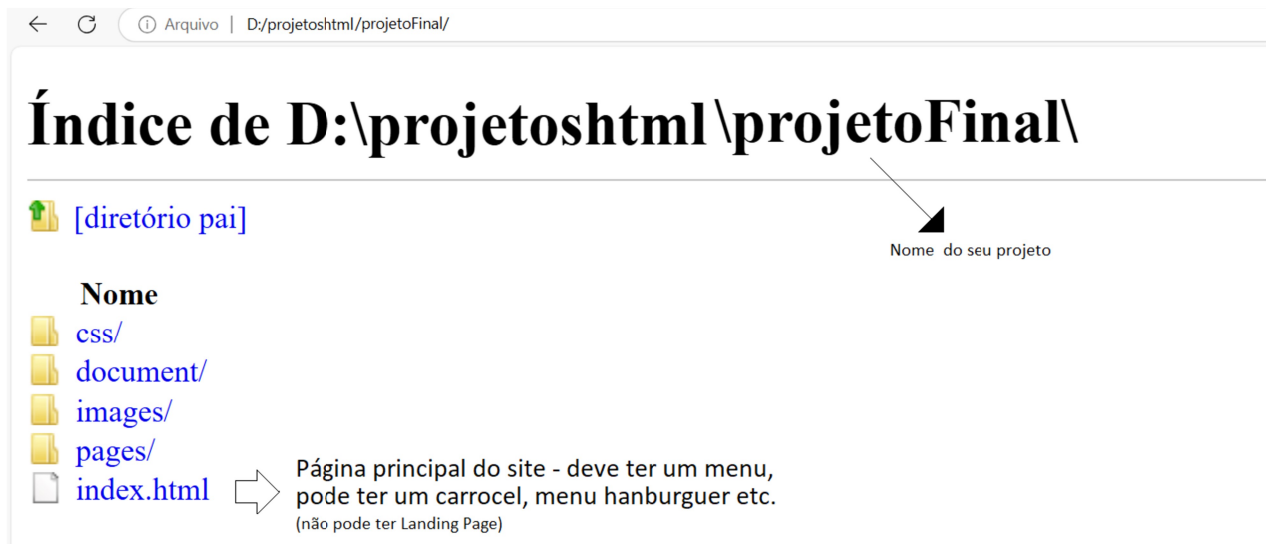 Arquivo | D:/projetoshtml/projetoFinal/
Índice de D:\projetoshtml\projetoFinal\
[diretório pai]
Nome do seu projeto
Nome
css/
document/
images/
pages/
index.html
Página principal do site - deve ter um menu,
pode ter um carrocel, menu hanburguer etc.
(não pode ter Landing Page)